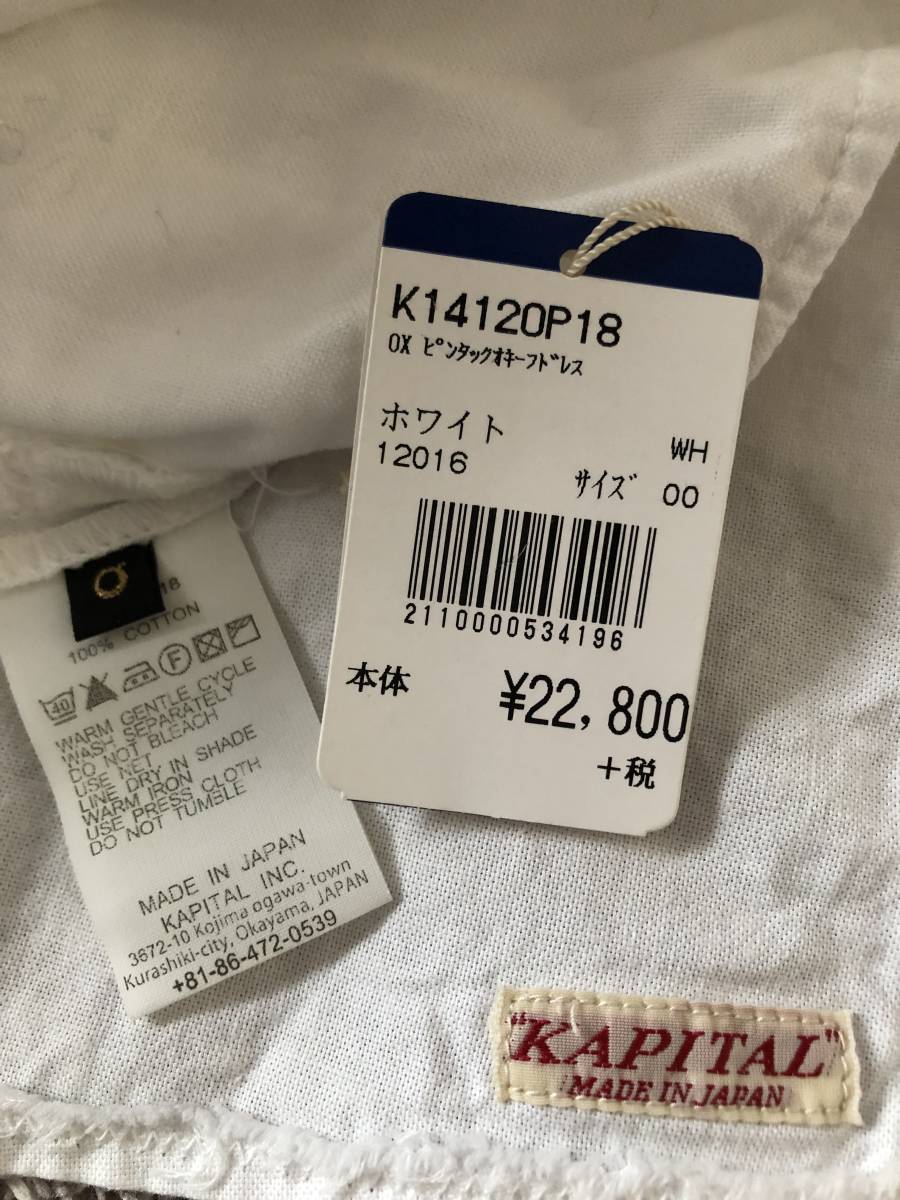 K14120P18
OX ピンタックオキーフドレス
ホワイト
WH
12016
サイズ 00
2110000534196
本体 ¥22,800
+税
18
100% COTTON
40
F
WARM GENTLE CYCLE
WASH SEPARATELY
DO NOT BLEACH
USE NET
LINE DRY IN SHADE
WARM IRON
USE PRESS CLOTH
DO NOT TUMBLE
MADE IN JAPAN
KAPITAL INC.
3672-10 Kojima ogawa-town
Kurashiki-city, Okayama, JAPAN
+81-86-472-0539
"KAPITAL"
MADE IN JAPAN